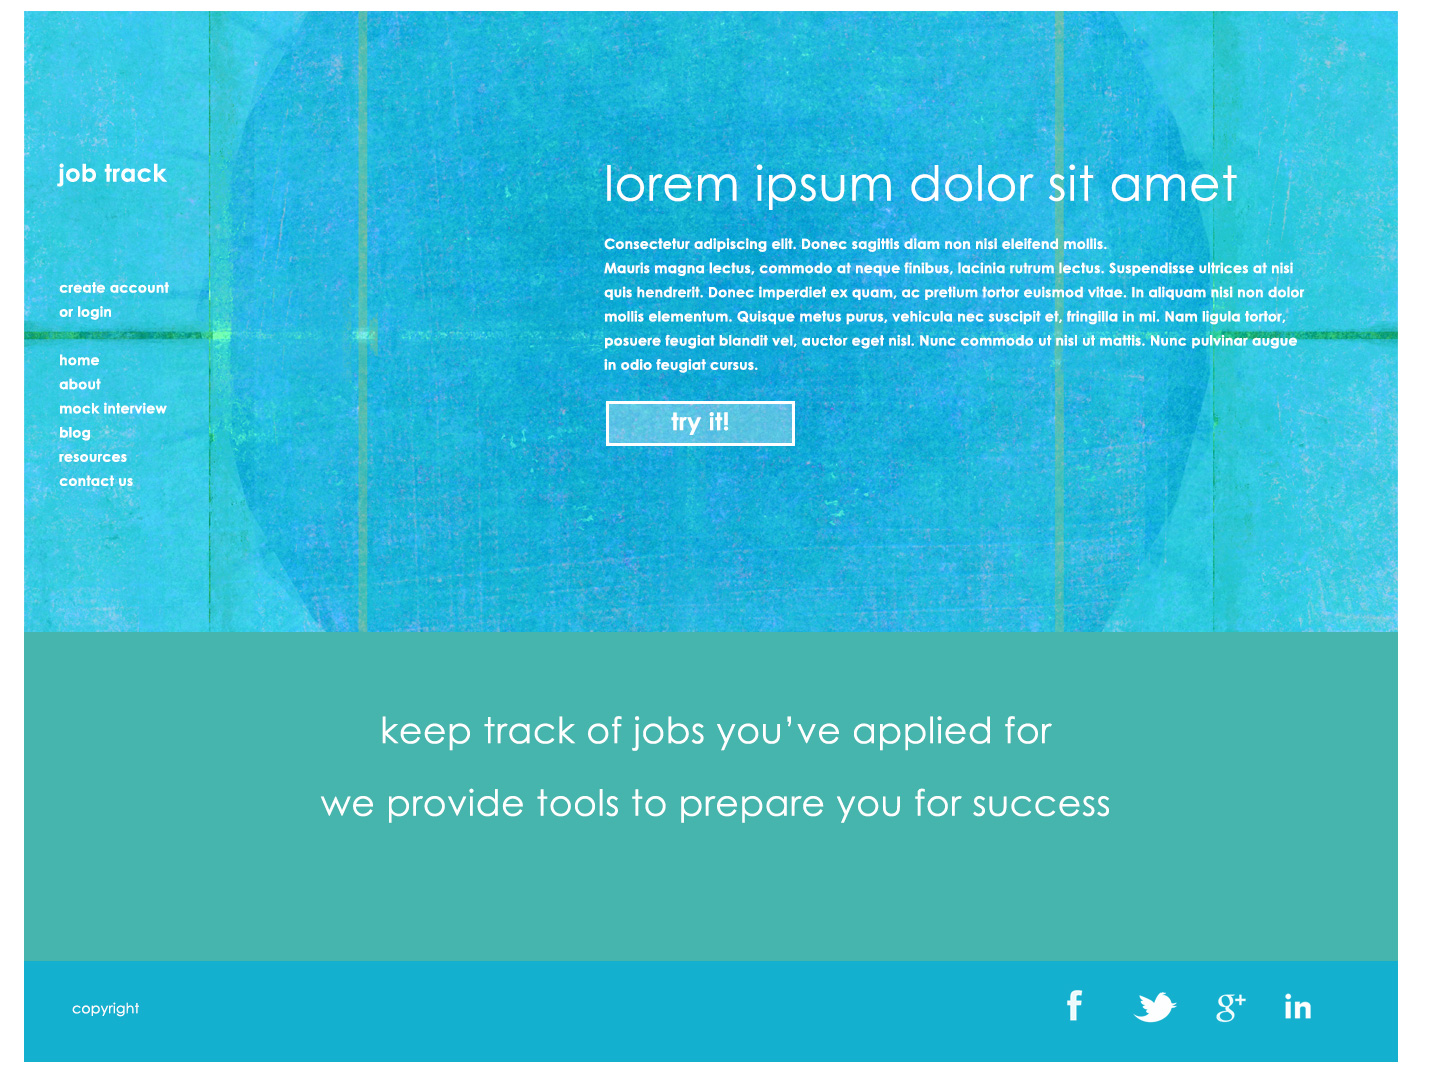 job track
create account
or login
home
about
mock interview
blog
resources
contact us
lorem ipsum dolor sit amet
Consectetur adipiscing elit. Donec sagittis diam non nisi eleifend mollis.
Mauris magna lectus, commodo at neque finibus, lacinia rutrum lectus. Suspendisse ultrices at nisi
quis hendrerit. Donec imperdiet ex quam, ac pretium tortor euismod vitae. In aliquam nisl non dolor
mollis elementum. Quisque metus purus, vehicula nec suscipit et, fringilla in mi. Nam ligula tortor,
posuere feugiat blandit vel, auctor eget nisl. Nunc commodo ut nisl ut mattis. Nunc pulvinar augue
in odio feugiat cursus.
try it!
keep track of jobs you’ve applied for
we provide tools to prepare you for success
copyright
f
g+
in